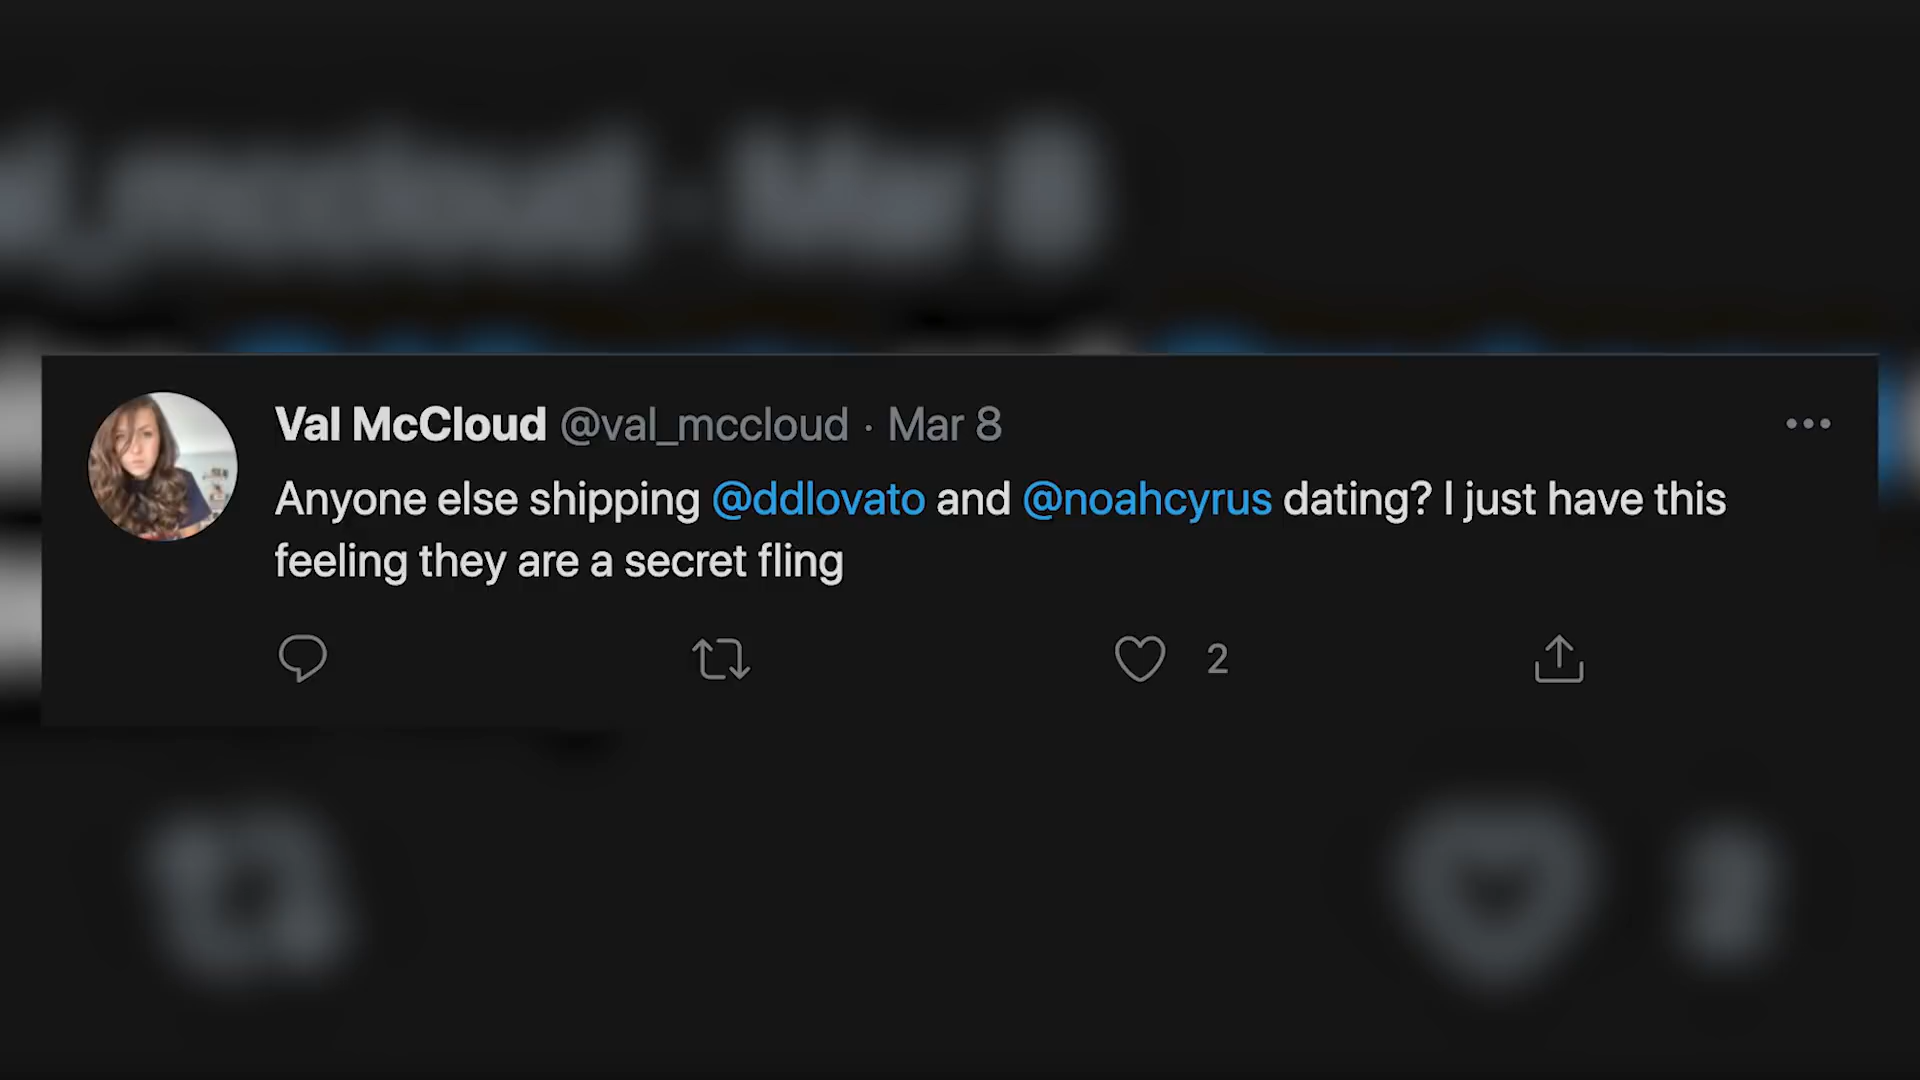 Val McCloud @val_mccloud · Mar 8
Anyone else shipping @ddlovato and @noahcyrus dating? I just have this
feeling they are a secret fling
2